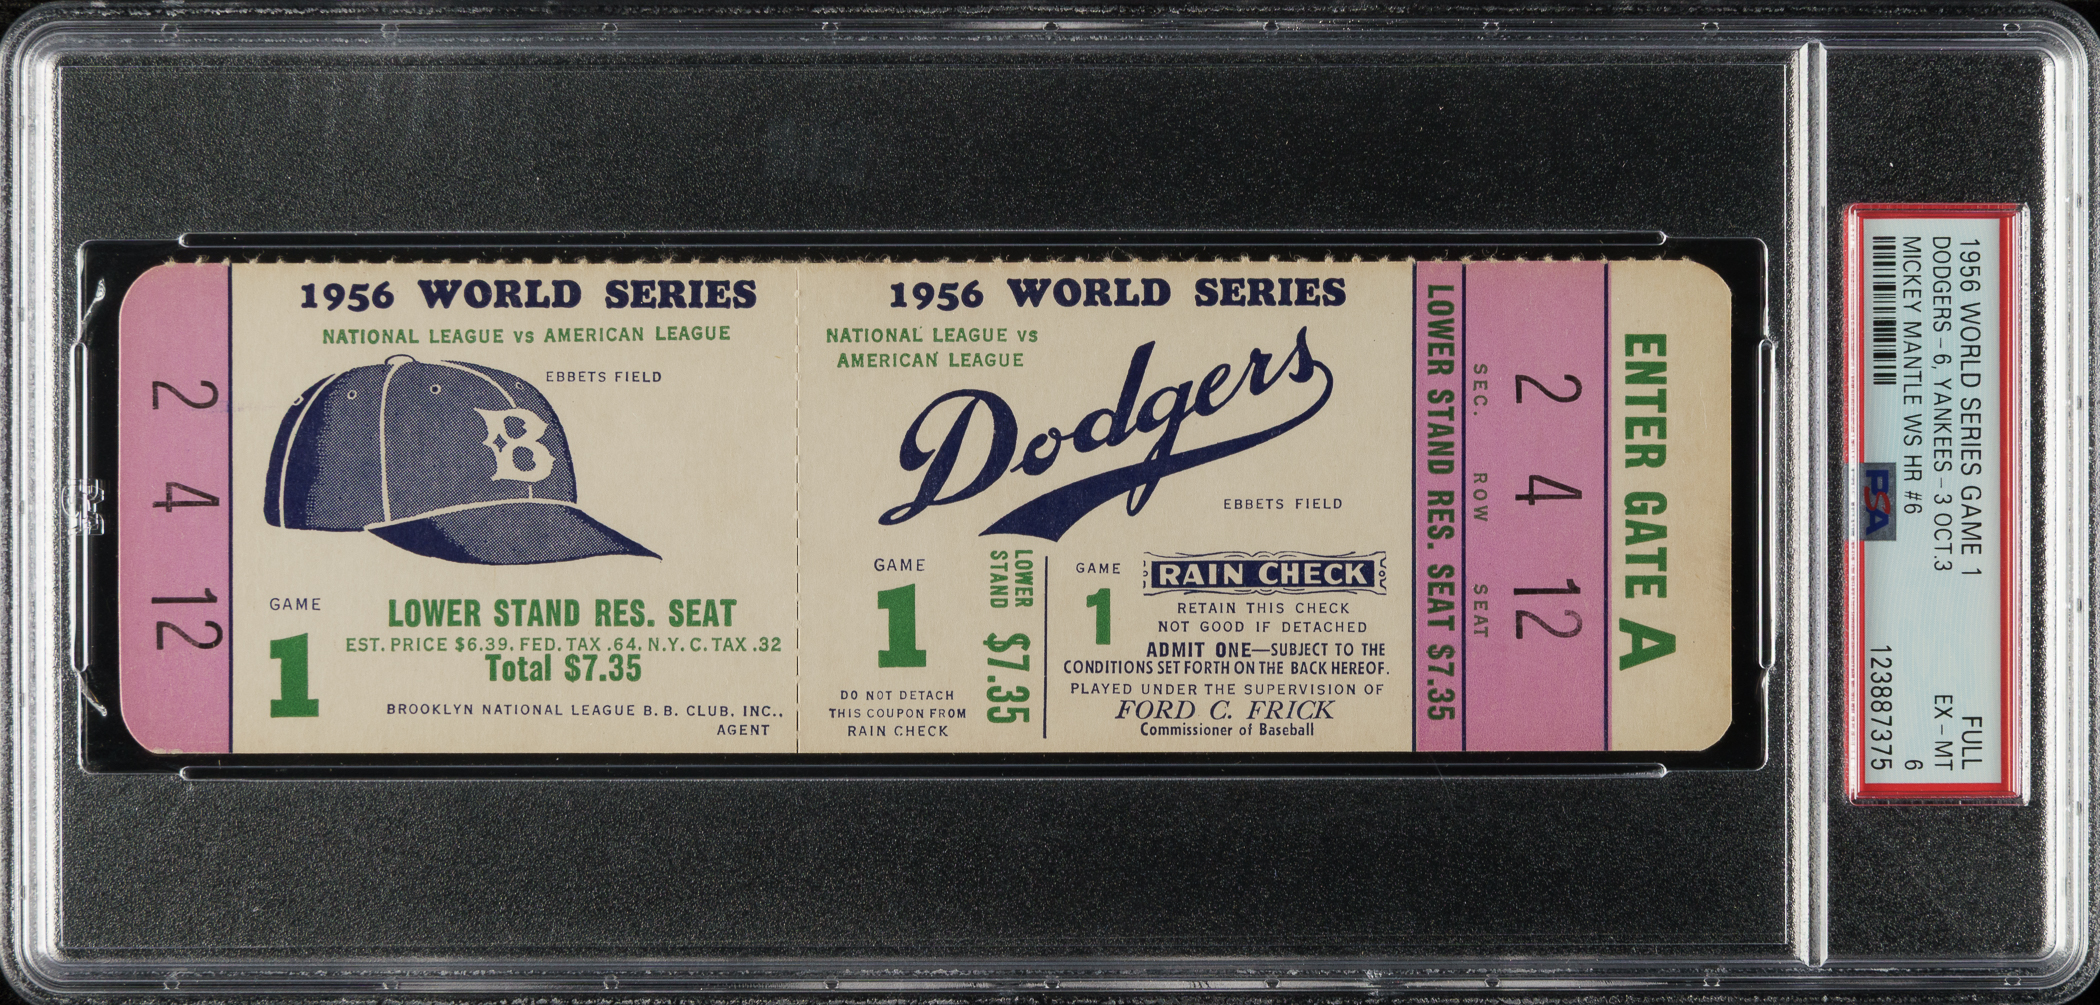 2 4 12
1956 WORLD SERIES
NATIONAL LEAGUE vs AMERICAN LEAGUE
EBBETS FIELD
B
GAME
1
LOWER STAND RES. SEAT
EST. PRICE $6.39. FED. TAX .64. N.Y.C. TAX .32
Total $7.35
BROOKLYN NATIONAL LEAGUE B. B. CLUB, INC.,
AGENT
1956 WORLD SERIES
NATIONAL LEAGUE vs
AMERICAN LEAGUE
Dodgers
EBBETS FIELD
GAME
1
DO NOT DETACH
THIS COUPON FROM
RAIN CHECK
LOWER
STAND $7.35
GAME
1
RAIN CHECK
RETAIN THIS CHECK
NOT GOOD IF DETACHED
ADMIT ONE—SUBJECT TO THE
CONDITIONS SET FORTH ON THE BACK HEREOF.
PLAYED UNDER THE SUPERVISION OF
FORD C. FRICK
Commissioner of Baseball
LOWER STAND RES. SEAT $7.35
SEC. ROW SEAT
2 4 12
ENTER GATE A
1956 WORLD SERIES GAME 1 FULL
DODGERS-6, YANKEES-3 OCT.3 EX-MT
MICKEY MANTLE WS HR #6 6
PSA
123887375